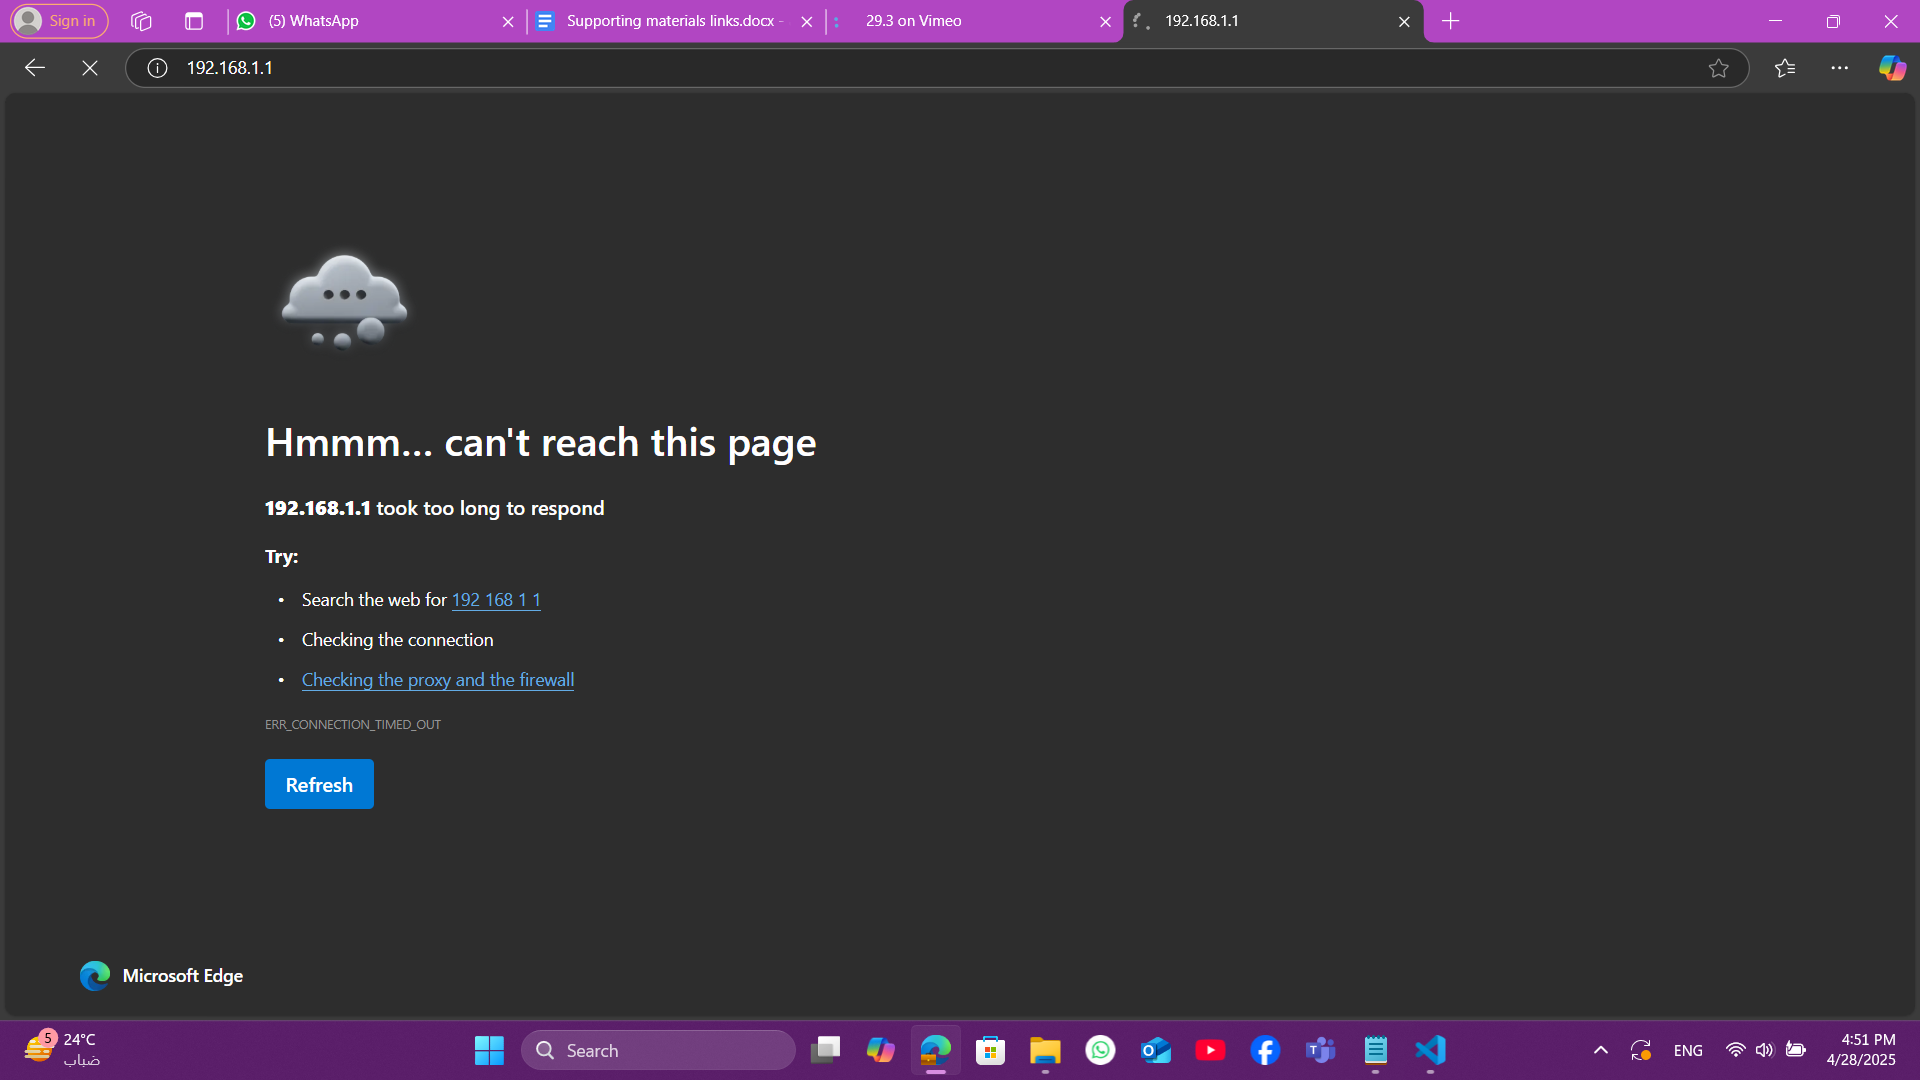 Sign in
(5) WhatsApp
Supporting materials links.docx -
29.3 on Vimeo
192.168.1.1
192.168.1.1
Hmmm... can't reach this page
192.168.1.1 took too long to respond
Try:
• Search the web for 192 168 1 1
• Checking the connection
• Checking the proxy and the firewall
ERR_CONNECTION_TIMED_OUT
Refresh
Microsoft Edge
5
24°C
ضباب
Search
ENG
4:51 PM
4/28/2025